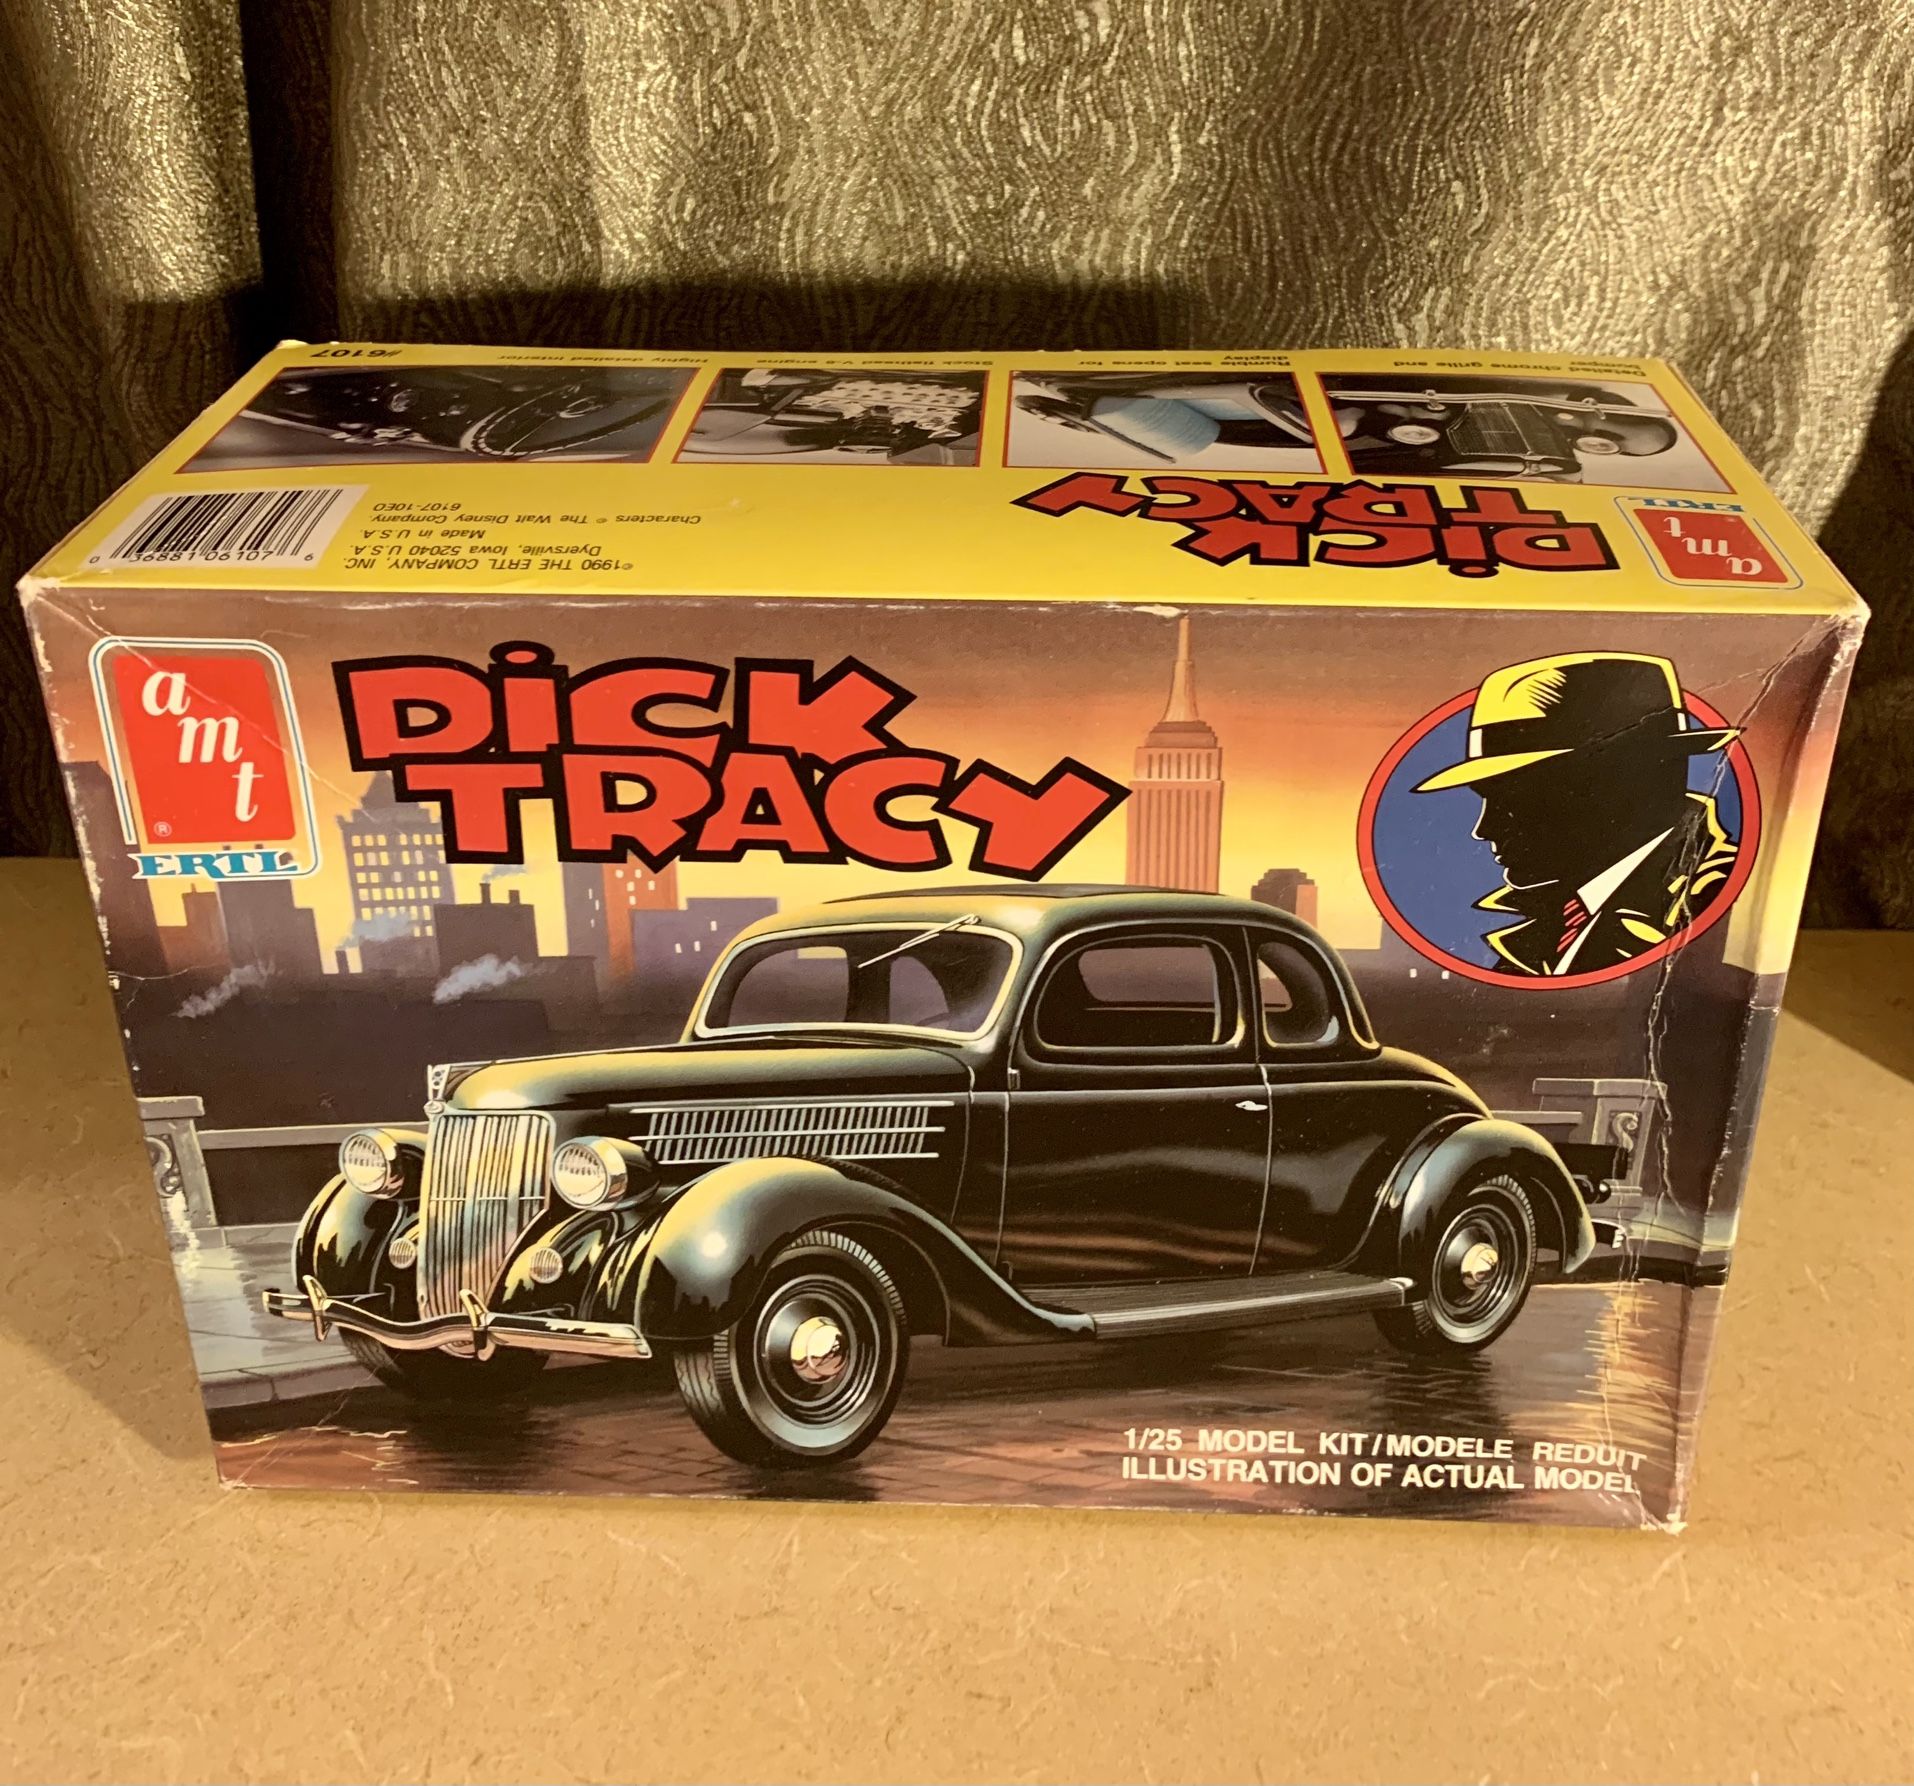 #6107
Highly detailed interior
Stock flathead V-8 engine
Rumble seat opens for
display
Detailed chrome grille and
bumper
0 36881 06107 6
©1990 THE ERTL COMPANY, INC.
Dyersville, Iowa 52040 U.S.A.
Made in U.S.A.
Characters © The Walt Disney Company.
6107-10EO
DiCK
TRACY
amt
ERTL
a
m
t
®
ERTL
DiCK
TRACY
1/25 MODEL KIT/MODELE REDUIT
ILLUSTRATION OF ACTUAL MODEL